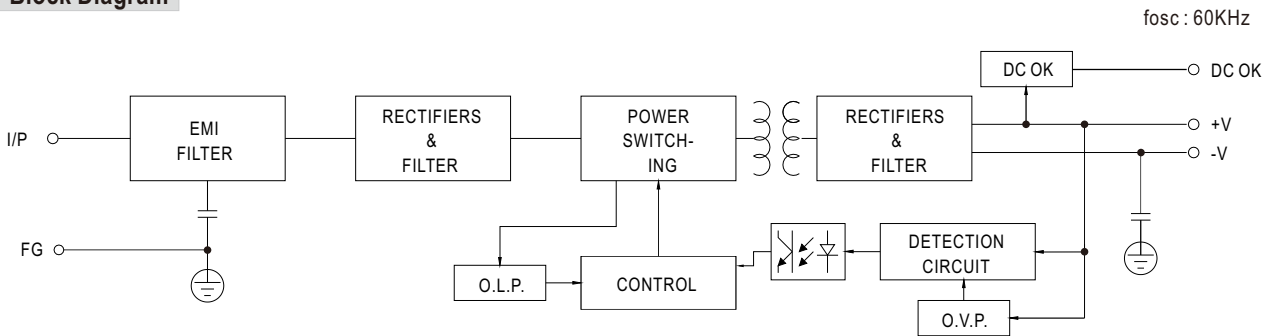 Block Diagram
fosc : 60KHz
DC OK
DC OK
I/P
EMI
FILTER
RECTIFIERS
&
FILTER
POWER
SWITCH-
ING
RECTIFIERS
&
FILTER
+V
-V
FG
O.L.P.
CONTROL
DETECTION
CIRCUIT
O.V.P.